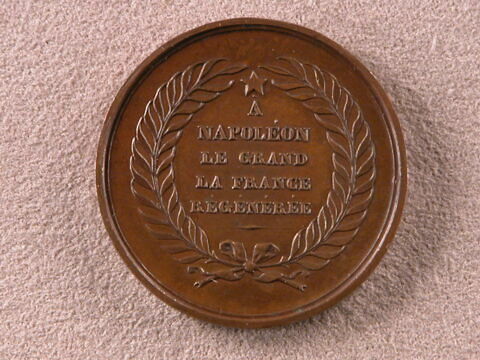 A
NAPOLÉON
LE GRAND
LA FRANCE
RÉGÉNÉRÉE